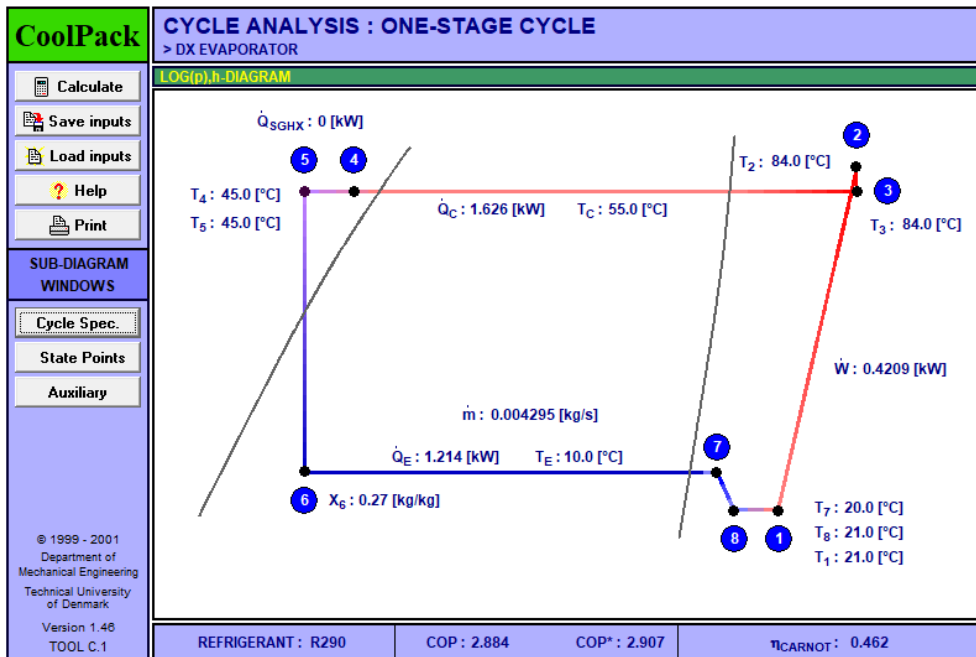 CoolPack
CYCLE ANALYSIS : ONE-STAGE CYCLE
> DX EVAPORATOR
LOG(p),h-DIAGRAM
Calculate
Save inputs
Load inputs
? Help
Print
SUB-DIAGRAM
WINDOWS
Cycle Spec.
State Points
Auxiliary
© 1999 - 2001
Department of
Mechanical Engineering
Technical University
of Denmark
Version 1.46
TOOL C.1
Q̇SGHX : 0 [kW]
5
4
2
T2 : 84.0 [°C]
3
T4 : 45.0 [°C]
T5 : 45.0 [°C]
Q̇C : 1.626 [kW]
TC : 55.0 [°C]
T3 : 84.0 [°C]
Ẇ : 0.4209 [kW]
ṁ : 0.004295 [kg/s]
Q̇E : 1.214 [kW]
TE : 10.0 [°C]
7
6
X6 : 0.27 [kg/kg]
8
1
T7 : 20.0 [°C]
T8 : 21.0 [°C]
T1 : 21.0 [°C]
REFRIGERANT : R290
COP : 2.884
COP* : 2.907
ηCARNOT : 0.462